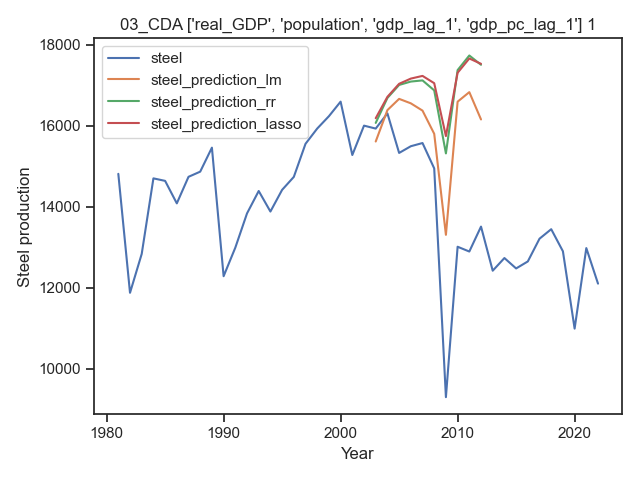 03_CDA ['real_GDP', 'population', 'gdp_lag_1', 'gdp_pc_lag_1'] 1
18000
16000
14000
12000
10000
Steel production
steel
steel_prediction_lm
steel_prediction_rr
steel_prediction_lasso
1980
1990
2000
2010
2020
Year